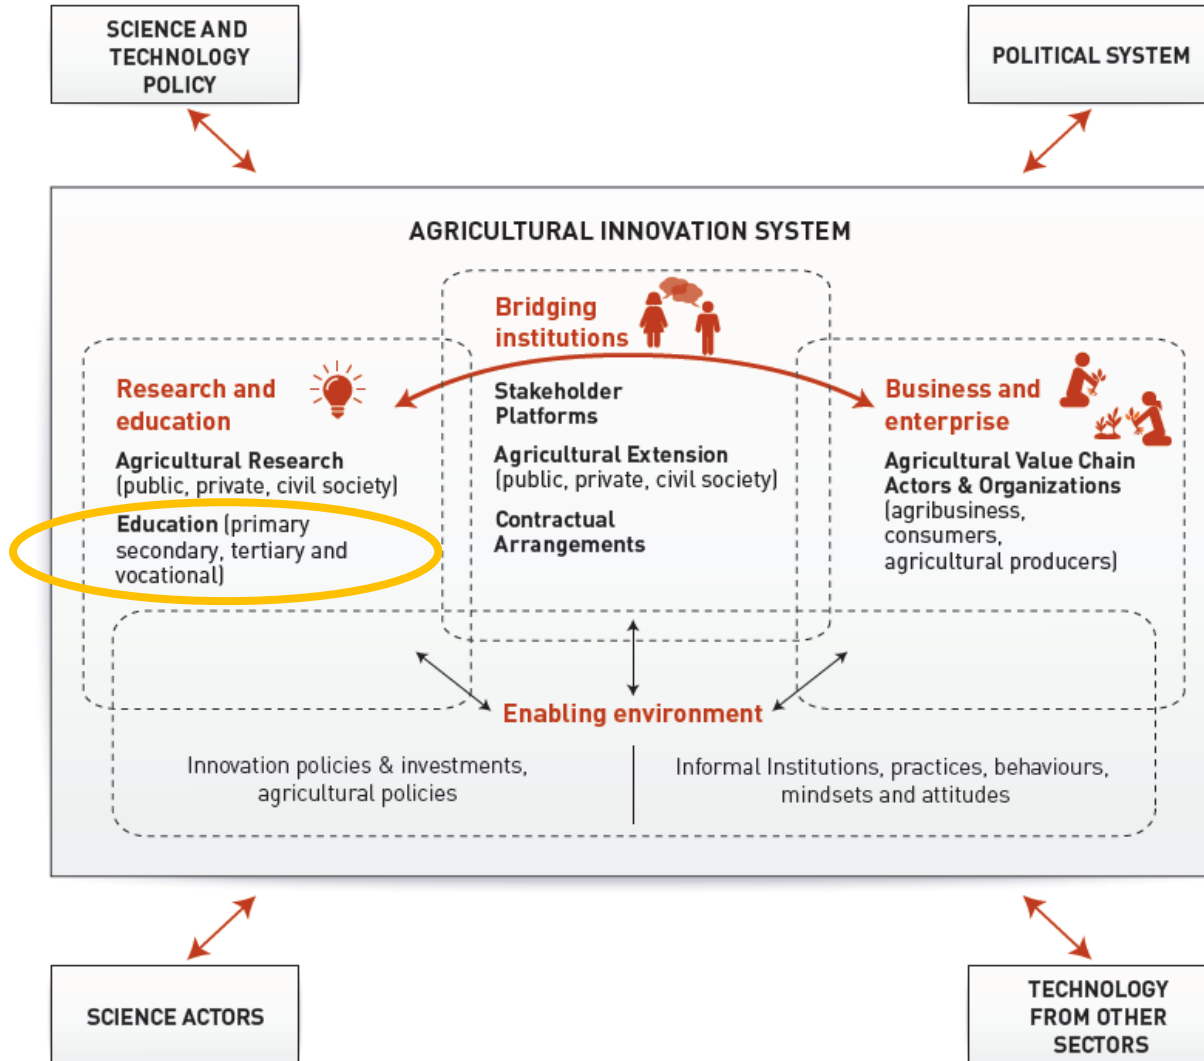 SCIENCE AND
TECHNOLOGY
POLICY
POLITICAL SYSTEM
AGRICULTURAL INNOVATION SYSTEM
Bridging
institutions
Research and
education
Agricultural Research
(public, private, civil society)
Education (primary
secondary, tertiary and
vocational)
Stakeholder
Platforms
Agricultural Extension
(public, private, civil society)
Contractual
Arrangements
Business and
enterprise
Agricultural Value Chain
Actors & Organizations
(agribusiness,
consumers,
agricultural producers)
Enabling environment
Innovation policies & investments,
agricultural policies
Informal Institutions, practices, behaviours,
mindsets and attitudes
SCIENCE ACTORS
TECHNOLOGY
FROM OTHER
SECTORS